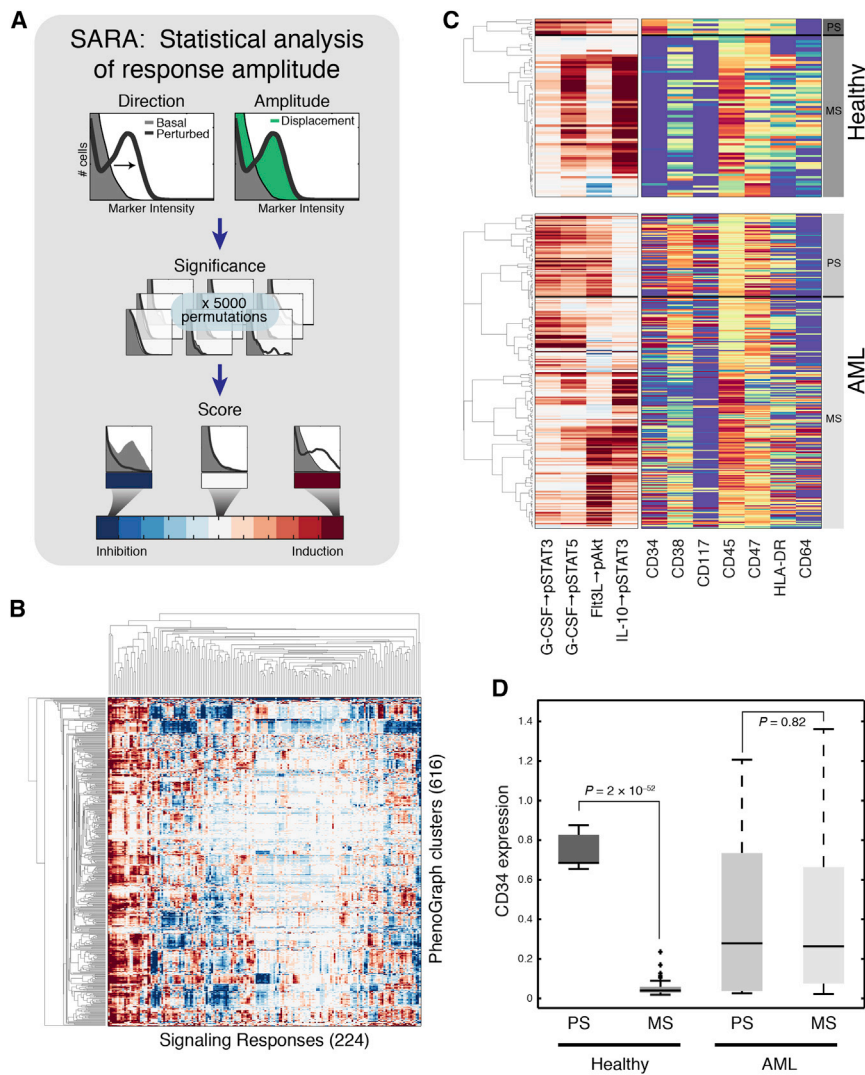 A
SARA: Statistical analysis
of response amplitude
Direction
Amplitude
Basal
Perturbed
Displacement
# cells
Marker Intensity
Marker Intensity
Significance
x 5000
permutations
Score
Inhibition
Induction
B
PhenoGraph clusters (616)
Signaling Responses (224)
C
PS
MS
Healthy
PS
MS
AML
G-CSF→pSTAT3
G-CSF→pSTAT5
Flt3L→pAkt
IL-10→pSTAT3
CD34
CD38
CD117
CD45
CD47
HLA-DR
CD64
D
CD34 expression
1.4
1.2
1.0
0.8
0.6
0.4
0.2
0
P = 2 × 10⁻⁵²
P = 0.82
PS
MS
PS
MS
Healthy
AML